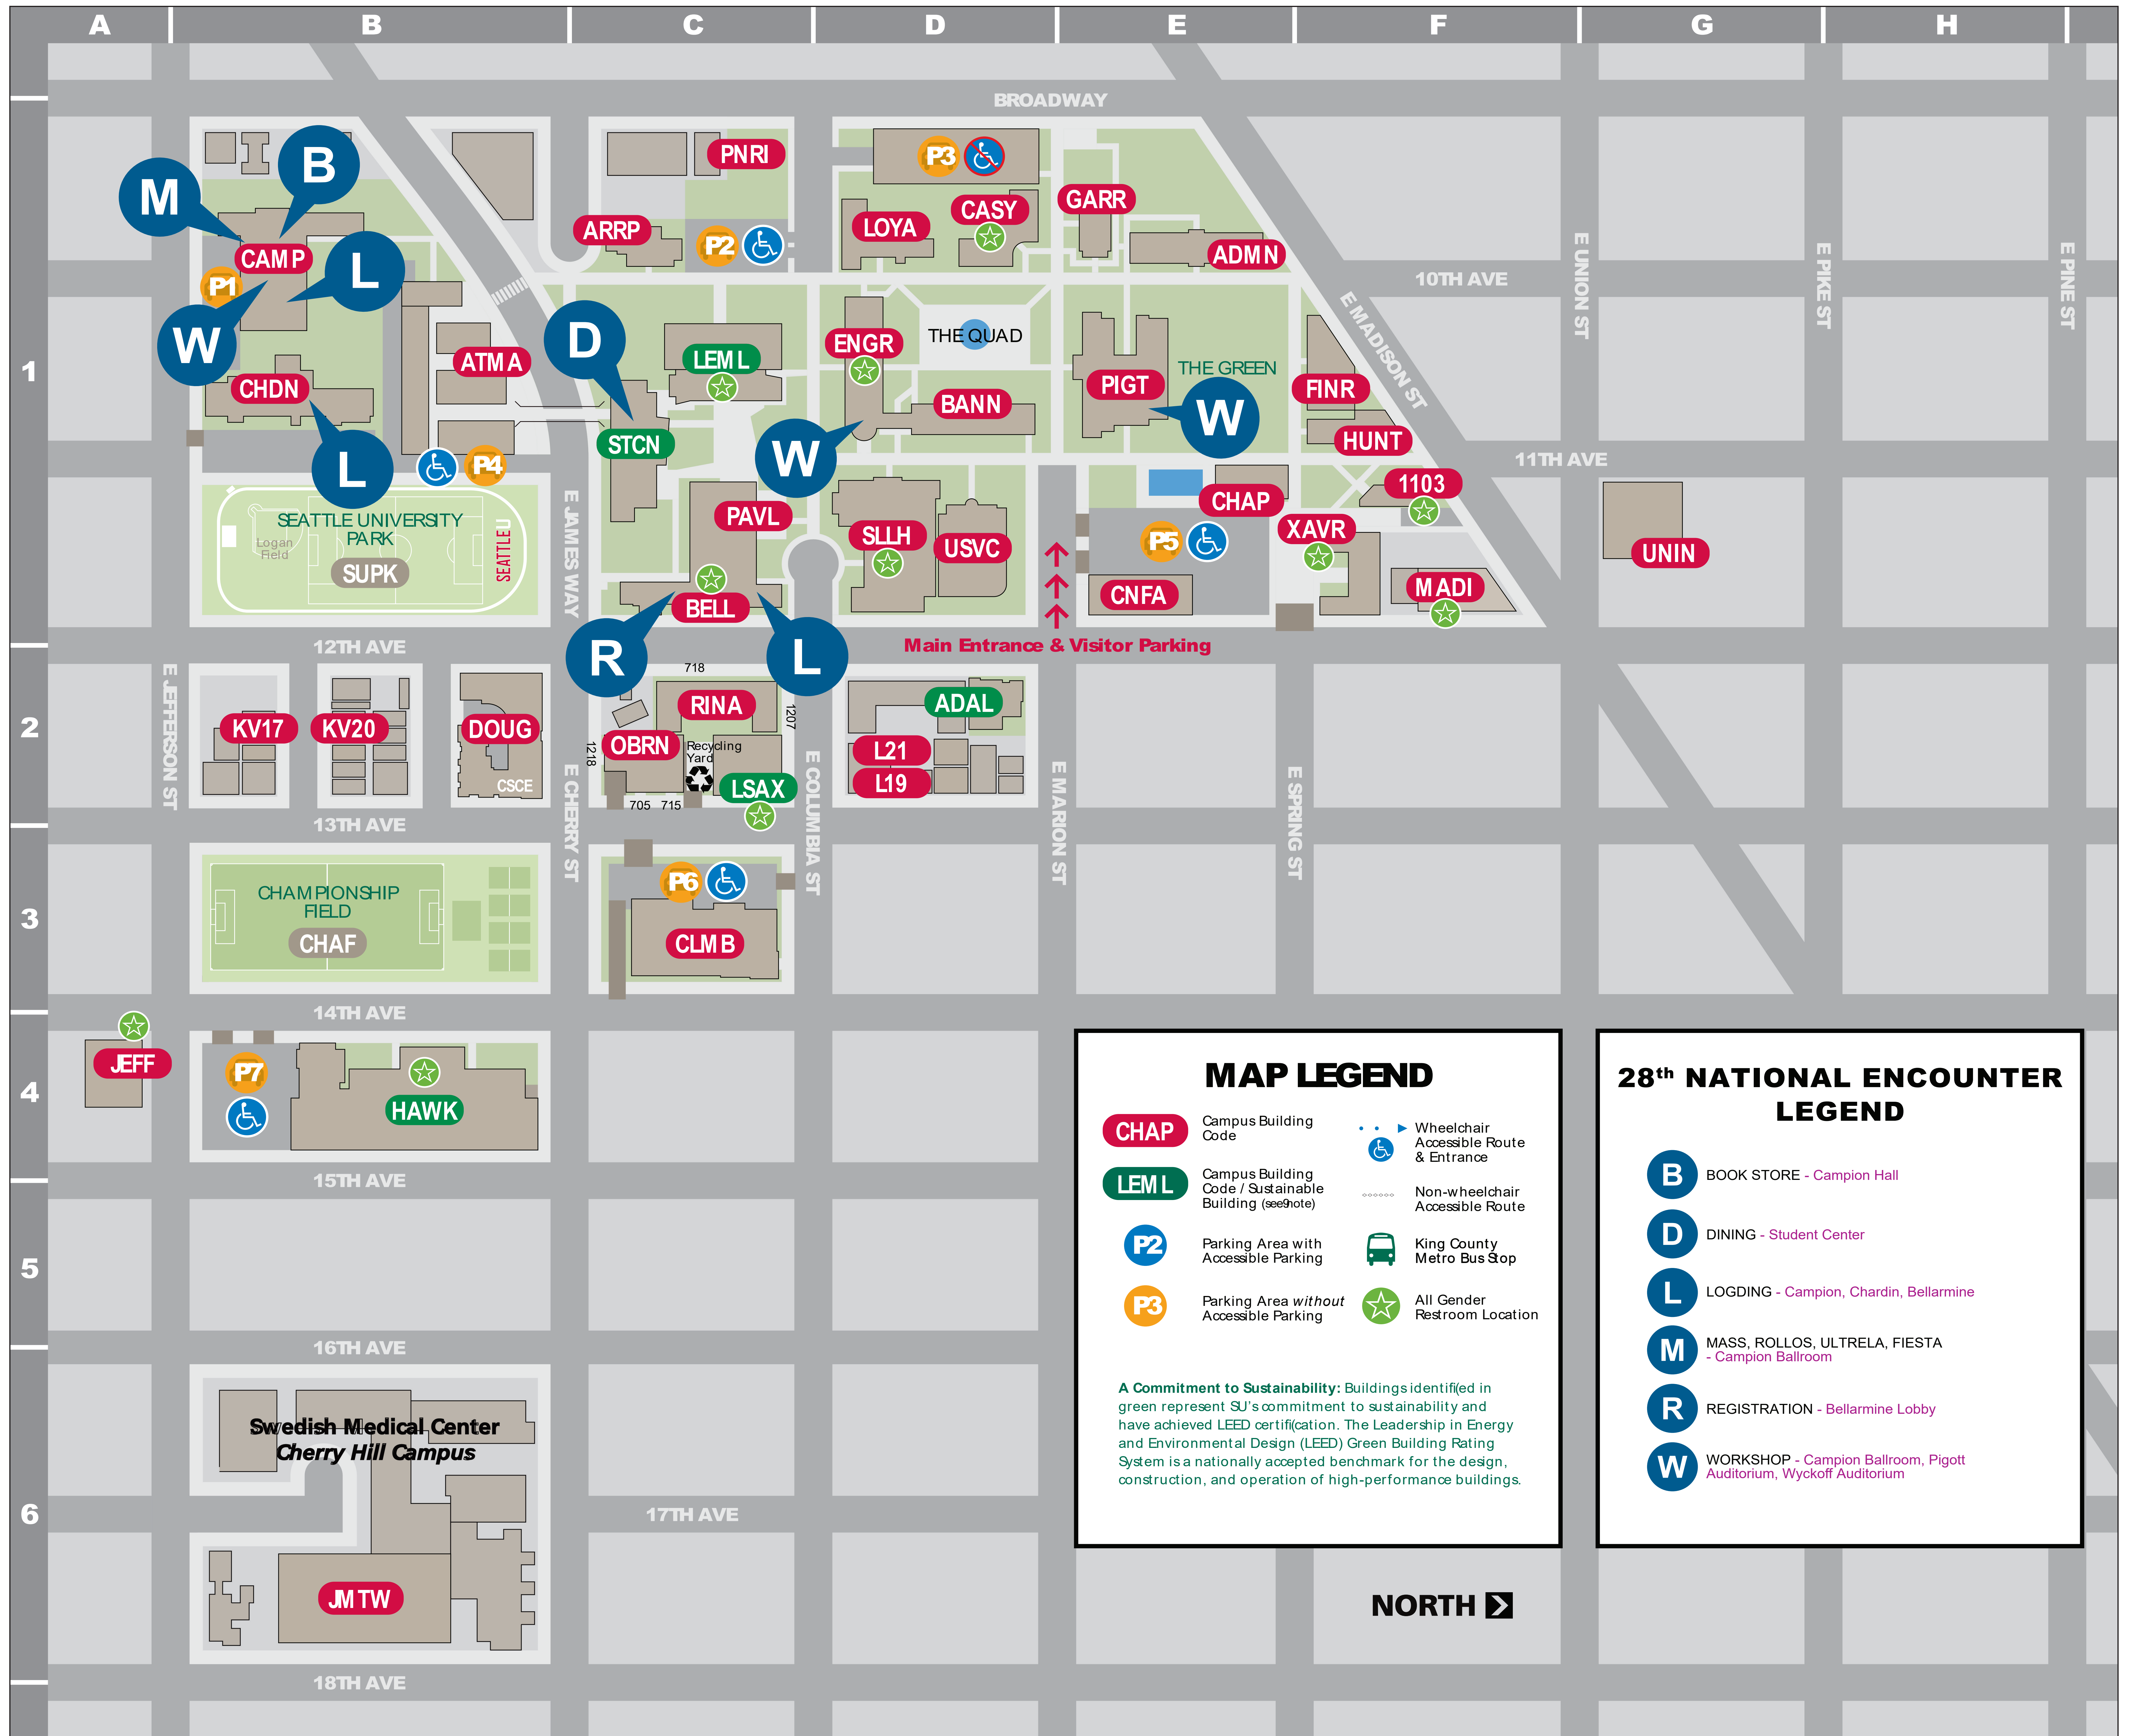 A B C D E F G H
BROADWAY
PNRI
P3
B
M
GARR
CASY
LOYA
ARRP
P2
ADMN
CAMP
L
P1
10TH AVE
E UNION ST
E PIKE ST
E PINE ST
E MADISON ST
W
D
THE QUAD
ENGR
LEML
ATMA
1
THE GREEN
PIGT
FINR
CHDN
BANN
W
STCN
HUNT
W
L
P4
11TH AVE
1103
CHAP
SEATTLE UNIVERSITY
PARK
Logan
Field
SUPK
SEATTLE U
E JAMES WAY
PAVL
SLLH
USVC
P5
XAVR
UNIN
CNFA
MADI
BELL
12TH AVE
R
L
Main Entrance & Visitor Parking
E JEFFERSON ST
718
RINA
1207
ADAL
2
KV17
KV20
DOUG
CSCE
1218
OBRN
Recycling
Yard
L21
L19
LSAX
705 715
E CHERRY ST
E COLUMBIA ST
E MARION ST
E SPRING ST
13TH AVE
3
CHAMPIONSHIP
FIELD
CHAF
P6
CLMB
14TH AVE
4
JEFF
P7
HAWK
15TH AVE
5
16TH AVE
Swedish Medical Center
Cherry Hill Campus
6
17TH AVE
JMTW
18TH AVE
MAP LEGEND
CHAP
Campus Building
Code
LEML
Campus Building
Code / Sustainable
Building (see9note)
P2
Parking Area with
Accessible Parking
P3
Parking Area without
Accessible Parking
Wheelchair
Accessible Route
& Entrance
Non-wheelchair
Accessible Route
King County
Metro Bus Stop
All Gender
Restroom Location
A Commitment to Sustainability: Buildings identifi(ed in
green represent SU's commitment to sustainability and
have achieved LEED certifi(cation. The Leadership in Energy
and Environmental Design (LEED) Green Building Rating
System is a nationally accepted benchmark for the design,
construction, and operation of high-performance buildings.
28th NATIONAL ENCOUNTER
LEGEND
B BOOK STORE - Campion Hall
D DINING - Student Center
L LOGDING - Campion, Chardin, Bellarmine
M MASS, ROLLOS, ULTRELA, FIESTA
- Campion Ballroom
R REGISTRATION - Bellarmine Lobby
W WORKSHOP - Campion Ballroom, Pigott
Auditorium, Wyckoff Auditorium
NORTH